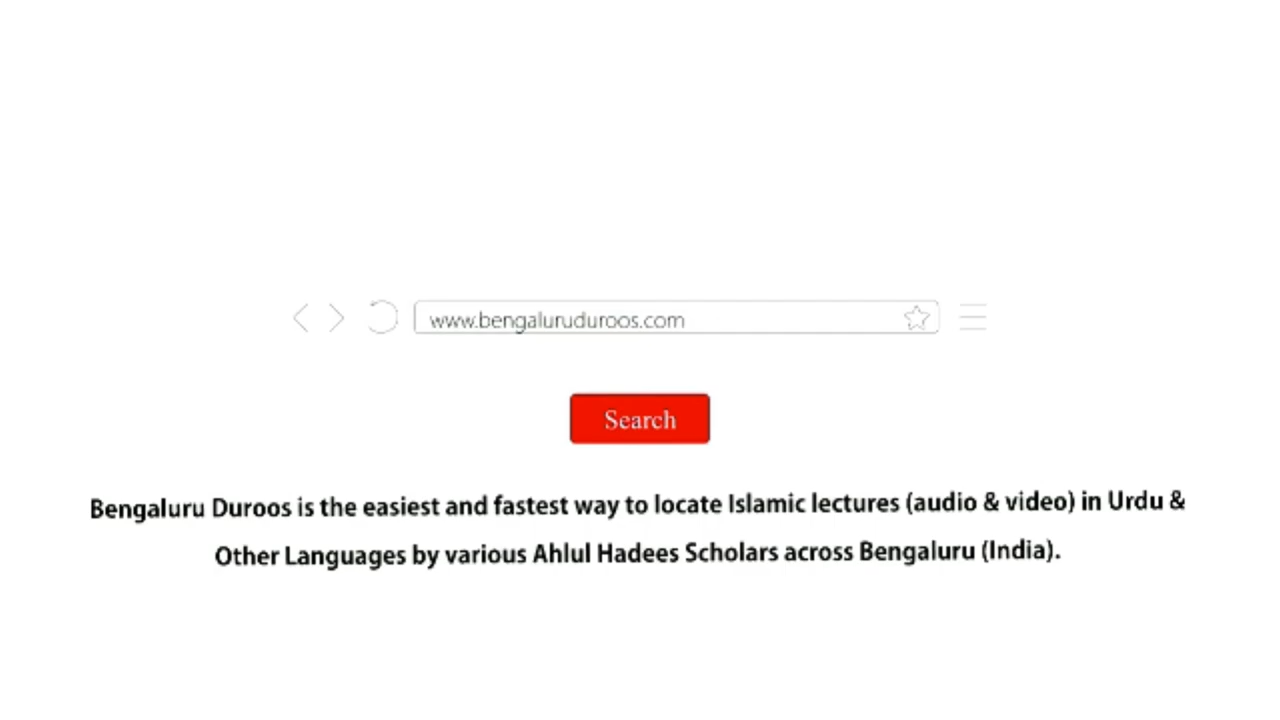 www.bengaluruduroos.com
Search
Bengaluru Duroos is the easiest and fastest way to locate Islamic lectures (audio & video) in Urdu &
Other Languages by various Ahlul Hadees Scholars across Bengaluru (India).